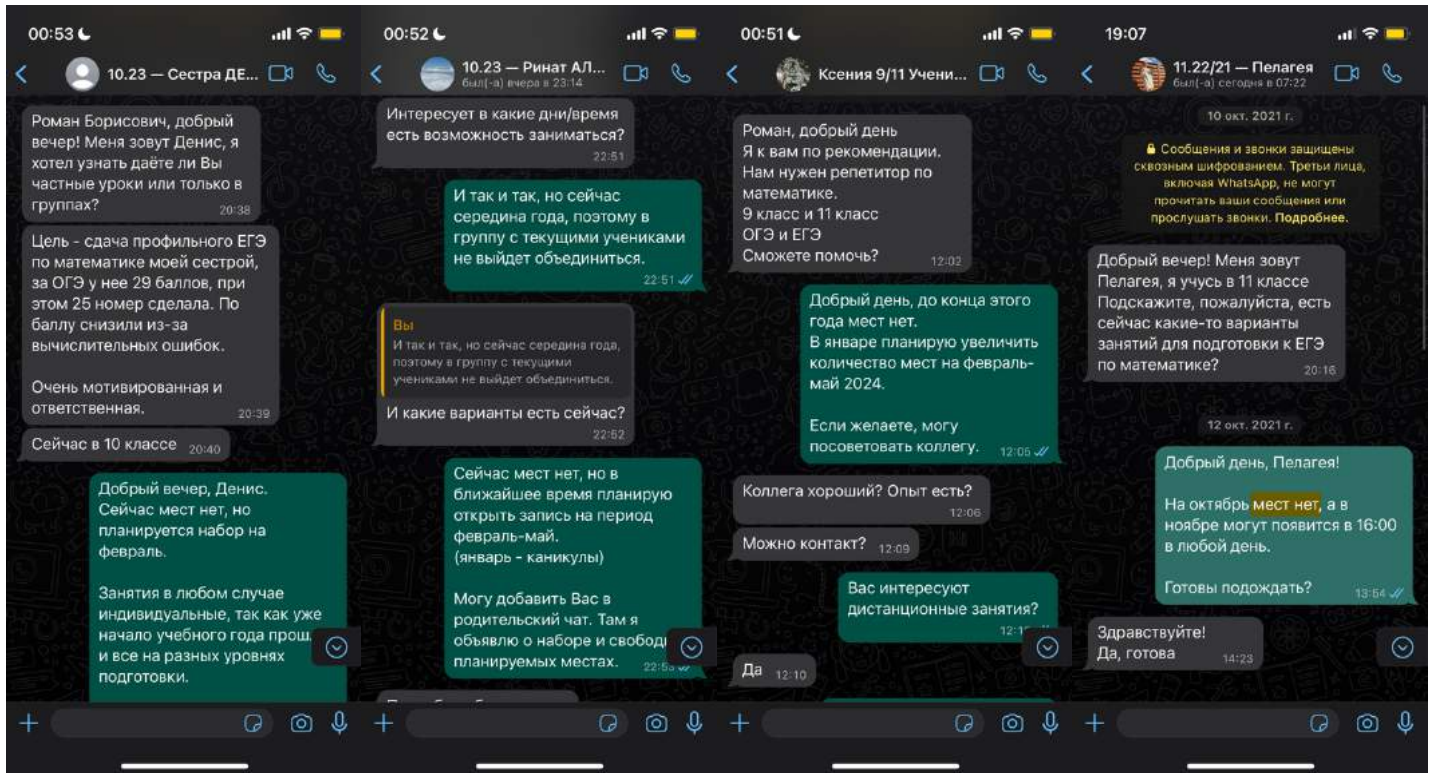 00:53
10.23 — Сестра ДЕ...
Роман Борисович, добрый
вечер! Меня зовут Денис, я
хотел узнать даёте ли Вы
частные уроки или только в
группах?
20:38
Цель - сдача профильного ЕГЭ
по математике моей сестрой,
за ОГЭ у нее 29 баллов, при
этом 25 номер сделала. По
баллу снизили из-за
вычислительных ошибок.
Очень мотивированная и
ответственная.
20:39
Сейчас в 10 классе
20:40
Добрый вечер, Денис.
Сейчас мест нет, но
планируется набор на
февраль.
Занятия в любом случае
индивидуальные, так как уже
начало учебного года прош
и все на разных уровнях
подготовки.
00:52
10.23 — Ринат АЛ...
был(-а) вчера в 23:14
Интересует в какие дни/время
есть возможность заниматься?
22:51
И так и так, но сейчас
середина года, поэтому в
группу с текущими учениками
не выйдет объединиться.
22:51
Вы
И так и так, но сейчас середина года,
поэтому в группу с текущими
учениками не выйдет объединиться.
И какие варианты есть сейчас?
22:52
Сейчас мест нет, но в
ближайшее время планирую
открыть запись на период
февраль-май.
(январь - каникулы)
Могу добавить Вас в
родительский чат. Там я
объявлю о наборе и свобод
планируемых местах.
22:53
00:51
Ксения 9/11 Учени...
Роман, добрый день
Я к вам по рекомендации.
Нам нужен репетитор по
математике.
9 класс и 11 класс
ОГЭ и ЕГЭ
Сможете помочь?
12:02
Добрый день, до конца этого
года мест нет.
В январе планирую увеличить
количество мест на февраль-
май 2024.
Если желаете, могу
посоветовать коллегу.
12:05
Коллега хороший? Опыт есть?
12:06
Можно контакт?
12:09
Вас интересуют
дистанционные занятия?
Да
12:10
19:07
11.22/21 — Пелагея
был(-а) сегодня в 07:22
10 окт. 2021 г.
Сообщения и звонки защищены
сквозным шифрованием. Третьи лица,
включая WhatsApp, не могут
прочитать ваши сообщения или
прослушать звонки. Подробнее.
Добрый вечер! Меня зовут
Пелагея, я учусь в 11 классе
Подскажите, пожалуйста, есть
сейчас какие-то варианты
занятий для подготовки к ЕГЭ
по математике?
20:16
12 окт. 2021 г.
Добрый день, Пелагея!
На октябрь мест нет, а в
ноябре могут появится в 16:00
в любой день.
Готовы подождать?
13:54
Здравствуйте!
Да, готова
14:23